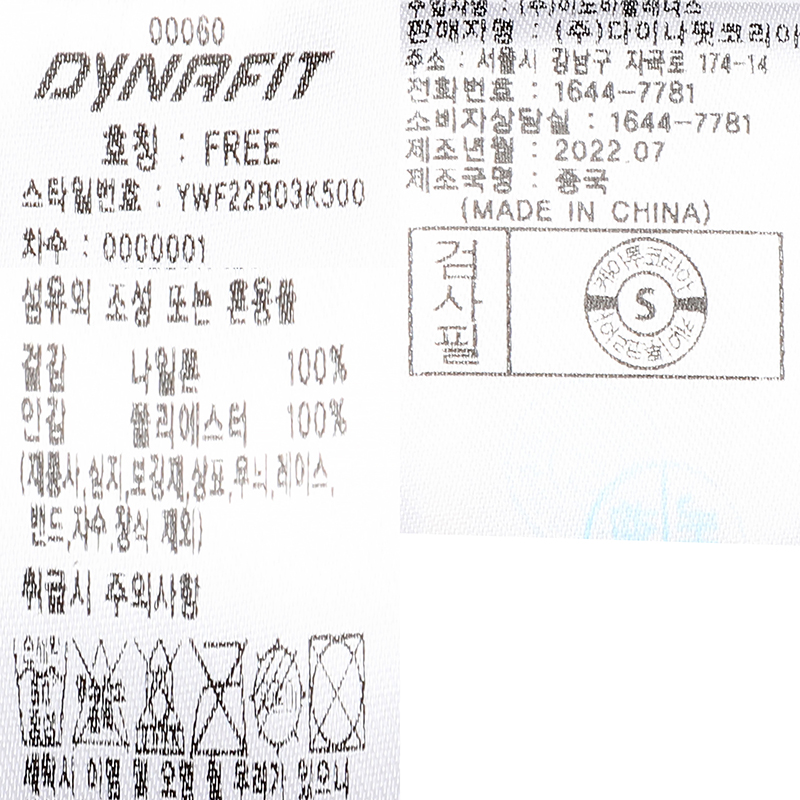 00060
DYNAFIT
호칭 : FREE
스타일번호 : YWF22B03K500
차수 : 0000001
섬유의 조성 또는 혼용률
겉감 나일론 100%
안감 폴리에스터 100%
(재봉사,심지,보강재,상표,무늬,레이스,
밴드,자수,장식 제외)
취급시 주의사항
세탁시 이염 및 오염 될 우려가 있으니
판매자명 : (주)다이나핏코리아
주소 : 서울시 강남구 자곡로 174-14
전화번호 : 1644-7781
소비자상담실 : 1644-7781
제조년월 : 2022.07
제조국명 : 중국
(MADE IN CHINA)
검사필
케이투코리아
S